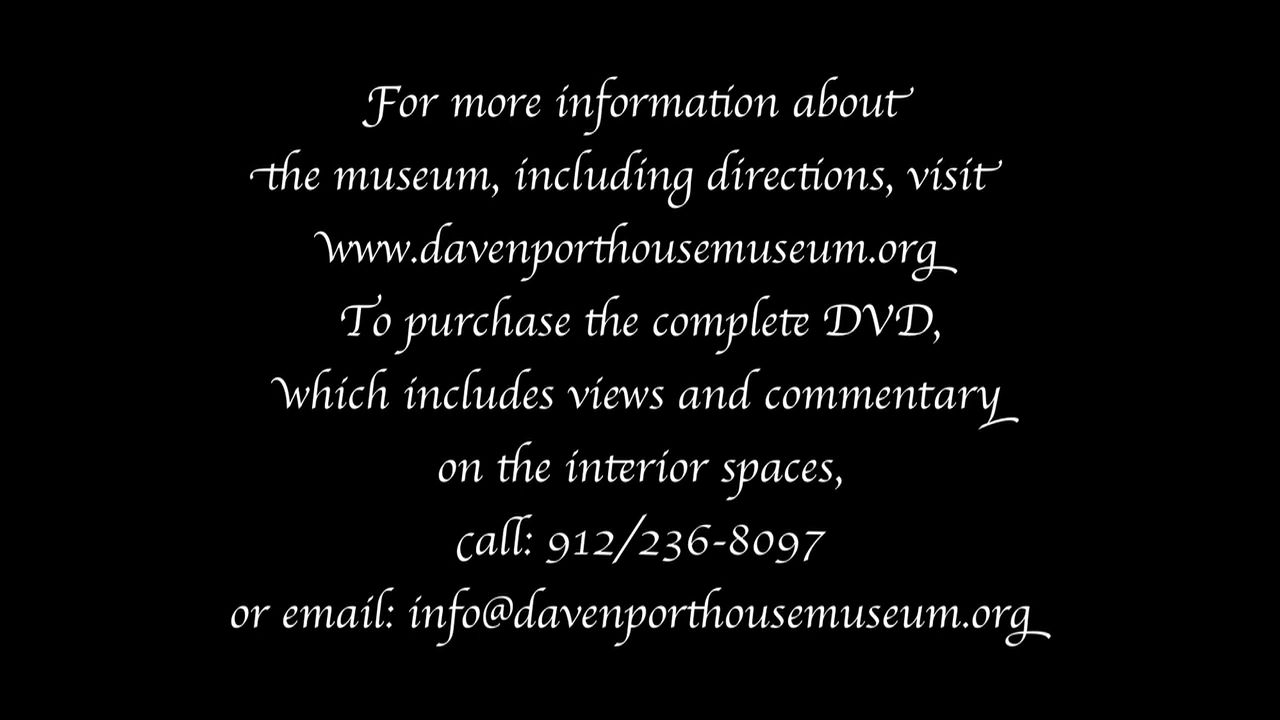 For more information about
the museum, including directions, visit
www.davenporthousemuseum.org
To purchase the complete DVD,
which includes views and commentary
on the interior spaces,
call: 912/236-8097
or email: info@davenporthousemuseum.org